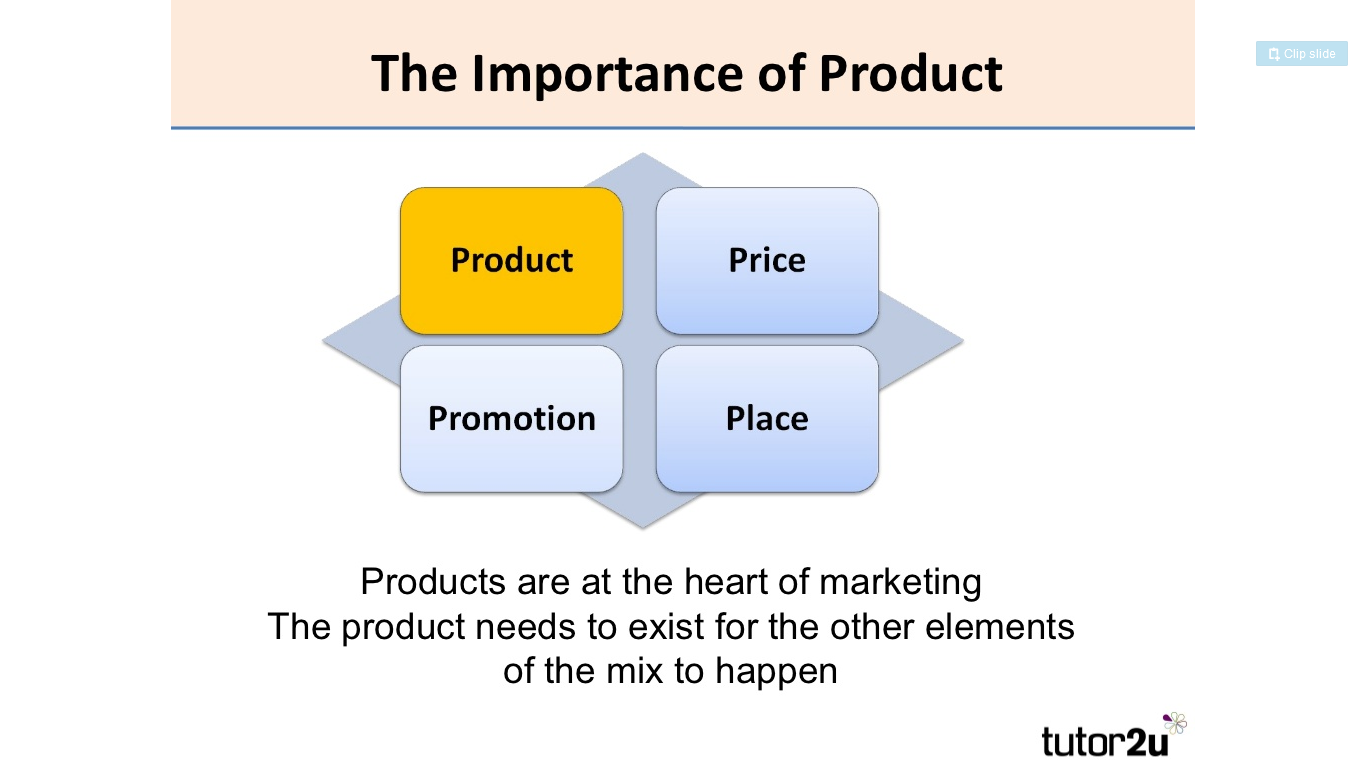 The Importance of Product
Clip slide
Product
Price
Promotion
Place
Products are at the heart of marketing
The product needs to exist for the other elements
of the mix to happen
tutor2u